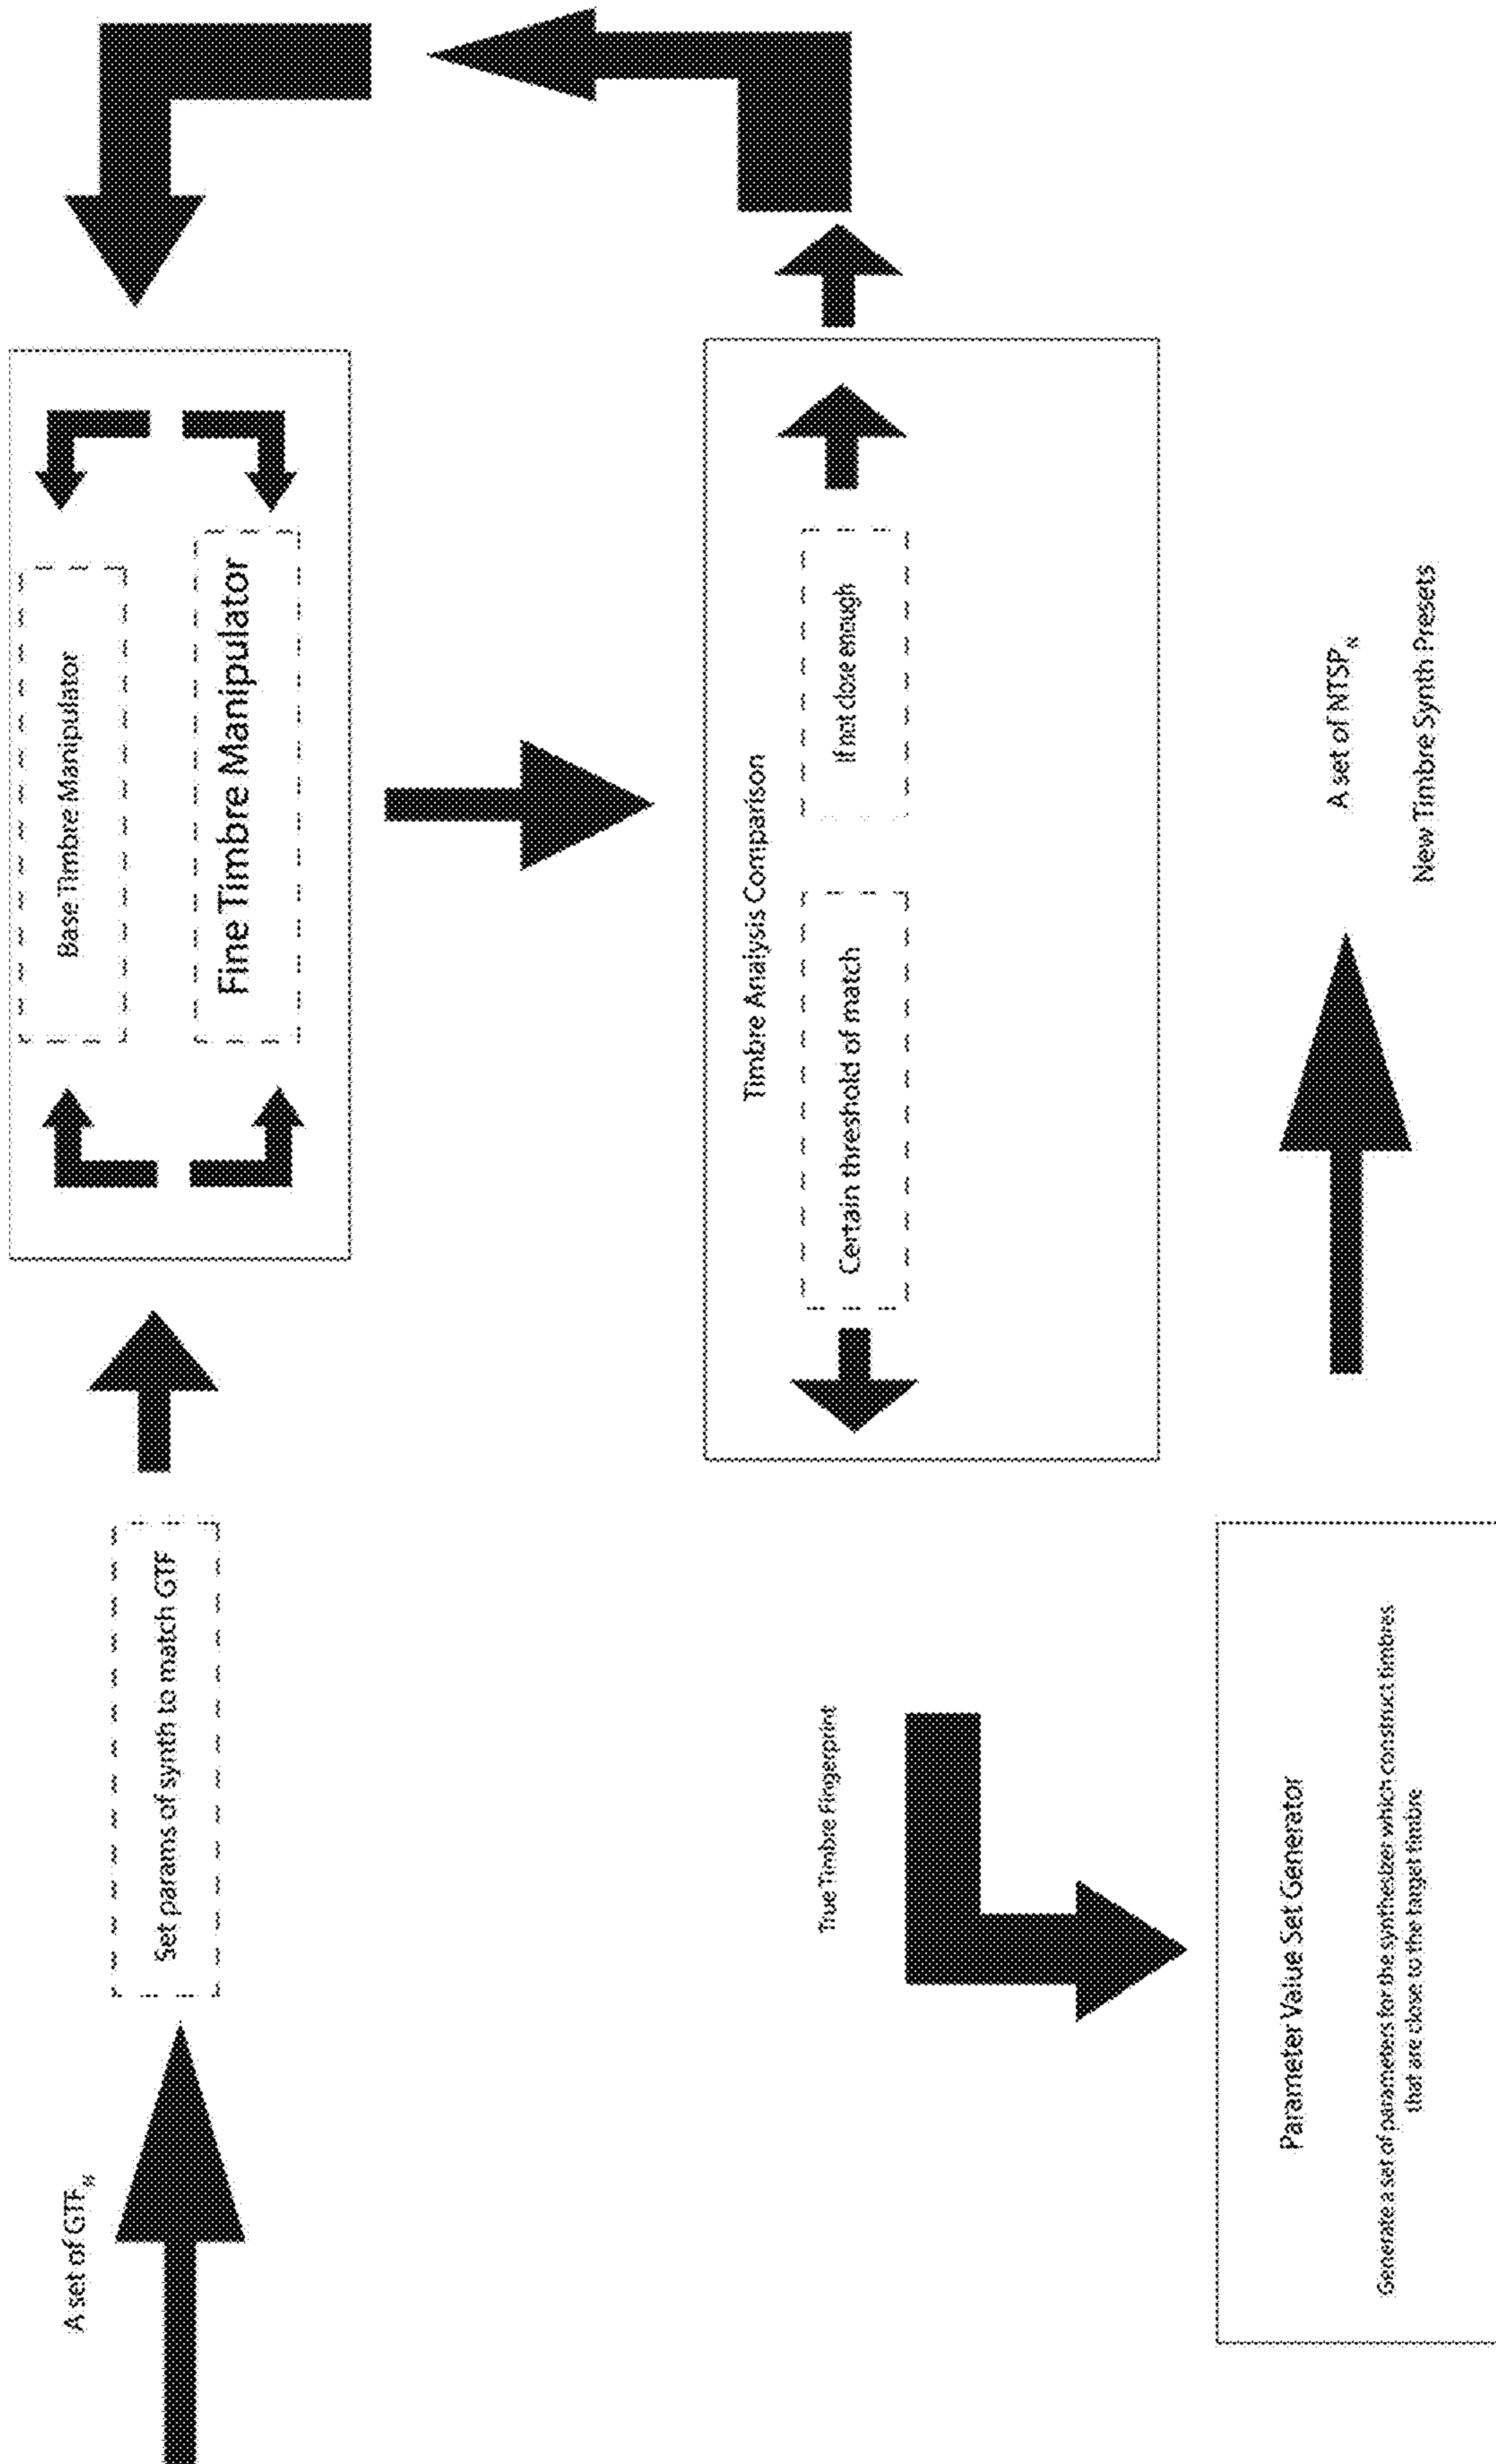 A set of GTF_N
Set params of synth to match GTF
Base Timbre Manipulator
Fine Timbre Manipulator
Timbre Analysis Comparison
Certain threshold of match
If not close enough
True Timbre Fingerprint
Parameter Value Set Generator
Generate a set of parameters for the synthesizer which construct timbres
that are close to the target timbre
A set of NTSP_N
New Timbre Synth Presets